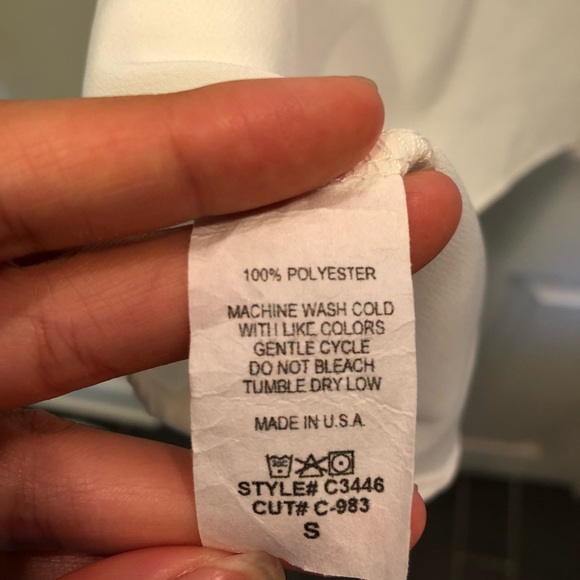 100% POLYESTER
MACHINE WASH COLD
WITH LIKE COLORS
GENTLE CYCLE
DO NOT BLEACH
TUMBLE DRY LOW
MADE IN U.S.A.
STYLE# C3446
CUT# C-983
S